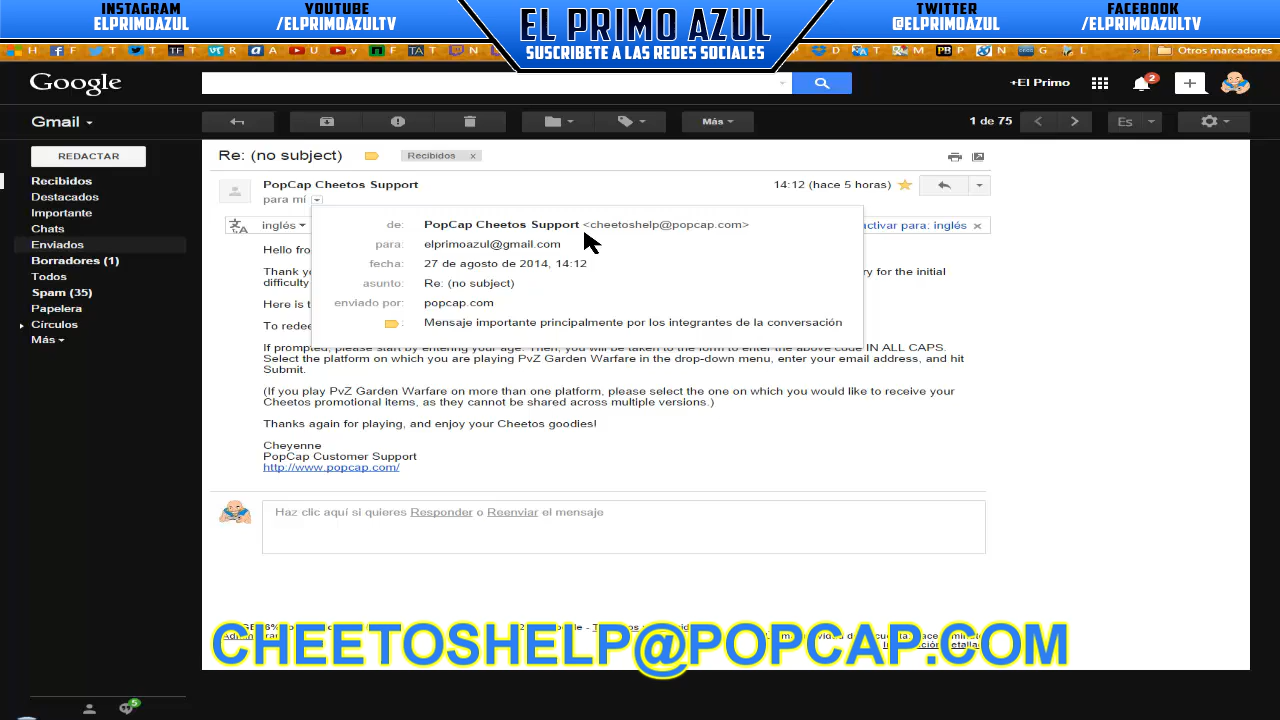 INSTAGRAM
ELPRIMOAZUL
YOUTUBE
/ELPRIMOAZULTV
EL PRIMO AZUL
SUSCRIBETE A LAS REDES SOCIALES
TWITTER
@ELPRIMOAZUL
FACEBOOK
/ELPRIMOAZULTV
H F T T TF R A U v F TA N D T M P N G » Otros marcadores
Google
+El Primo
2
Gmail
Más
1 de 75
Es
REDACTAR
Recibidos
Destacados
Importante
Chats
Enviados
Borradores (1)
Todos
Spam (35)
Papelera
Círculos
Más
Re: (no subject)
Recibidos x
PopCap Cheetos Support
14:12 (hace 5 horas)
para mí
inglés
activar para: inglés x
de: PopCap Cheetos Support <cheetoshelp@popcap.com>
para: elprimoazul@gmail.com
fecha: 27 de agosto de 2014, 14:12
asunto: Re: (no subject)
enviado por: popcap.com
: Mensaje importante principalmente por los integrantes de la conversación
Hello fro
Thank y ry for the initial
difficulty
Here is t
To rede
If prompted, please start by entering your age. Then, you will be taken to the form to enter the above code IN ALL CAPS.
Select the platform on which you are playing PvZ Garden Warfare in the drop-down menu, enter your email address, and hit
Submit.
(If you play PvZ Garden Warfare on more than one platform, please select the one on which you would like to receive your
Cheetos promotional items, as they cannot be shared across multiple versions.)
Thanks again for playing, and enjoy your Cheetos goodies!
Cheyenne
PopCap Customer Support
http://www.popcap.com/
Haz clic aquí si quieres Responder o Reenviar el mensaje
CHEETOSHELP@POPCAP.COM
5